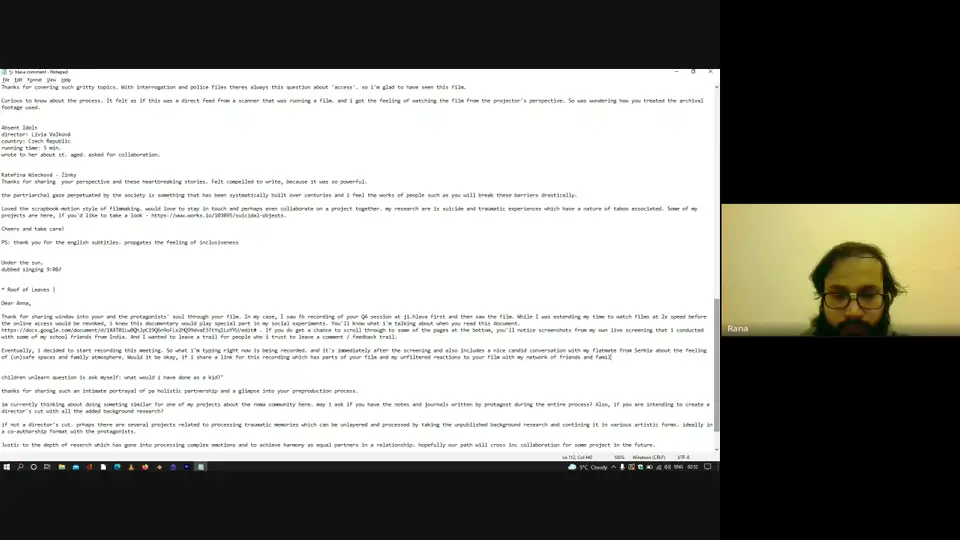 ji hlava comment - Notepad
File Edit Format View Help
Thanks for covering such gritty topics. With interrogation and police files theres always this question about 'access'. so i'm glad to have seen this film.
Curious to know about the process. It felt as if this was a direct feed from a scanner that was running a film. and i got the feeling of watching the film from the projector's perspective. So was wondering how you treated the archival
footage used.
Absent Idols
director: Lívia Valková
country: Czech Republic
running time: 5 min.
wrote to her about st. aged. asked for collaboration.
Kateřina Wiecková - Zinky
Thanks for sharing your perspective and these heartbreaking stories. Felt compelled to write, because it was so powerful.
the patriarchal gaze perpetuated by the society is something that has been systmatically built over centuries and i feel the works of people such as you will break these barriers drastically.
Loved the scrapbook-motion style of filmmaking. would love to stay in touch and perhaps even collaborate on a project together. my research are is suicide and traumatic experiences which have a nature of taboo associated. Some of my
projects are here, if you'd like to take a look - https://www.works.io/103895/suicidal-objests.
Cheers and take care!
PS: thank you for the english subtitles. propgates the feeling of inclusiveness
Under the sun.
dubbed singing 9:08?
* Roof of Leaves |
Dear Anna,
Thank for sharing window into your and the protagonists' soul through your film. In my case, I saw fb recording of your QA session at ji.hlava first and then saw the film. While I was extending my time to watch films at 2x speed before
the online access would be revoked, i knew this documentary would play special part in my social experiments. You'll know what i'm talking about when you read this document.
. If you do get a chance to scroll through to some of the pages at the bottom, you'll notice screenshots from my own live screening that i conducted
with some of my school friends from India. And I wanted to leave a trail for people who i trust to leave a comment / feedback trail.
Eventually, i decided to start recording this meeting. So what i'm typing right now is being recorded. and it's immediately after the screening and also includes a nice candid conversation with my flatmate from Serbia about the feeling
of (un)safe spaces and family atmosphere. Would it be okay, if i share a link for this recording which has parts of your film and my unfiltered reactions to your film with my network of friends and famil
children unlearn question is ask myself: what would i have done as a kid?"
thanks for sharing such an intimate portrayal of pa holistic partnership and a glimpse into your preproduction process.
im currently thinking about doing someting similar for one of my projects about the roma community here. may i ask if you have the notes and journals written by protagost during the entire process? Also, if you are intending to create a
director's cut with all the added background research?
if not a director's cut. prhaps there are several projects related to processing traumatic memories which can be unlayered and processed by taking the unpublished background research and contining it in various artistic forms. ideally in
a co-authorship format with the protagonists.
Justic to the depth of reserch which has gone into processing complex emotions and to achieve harmony as equal partners in a relationship. hopefully our path will cross inc collaboration for some project in the future.
Ln 112, Col 440 100% Windows (CRLF) UTF-8
5°C Cloudy ENG 02:51
Rana